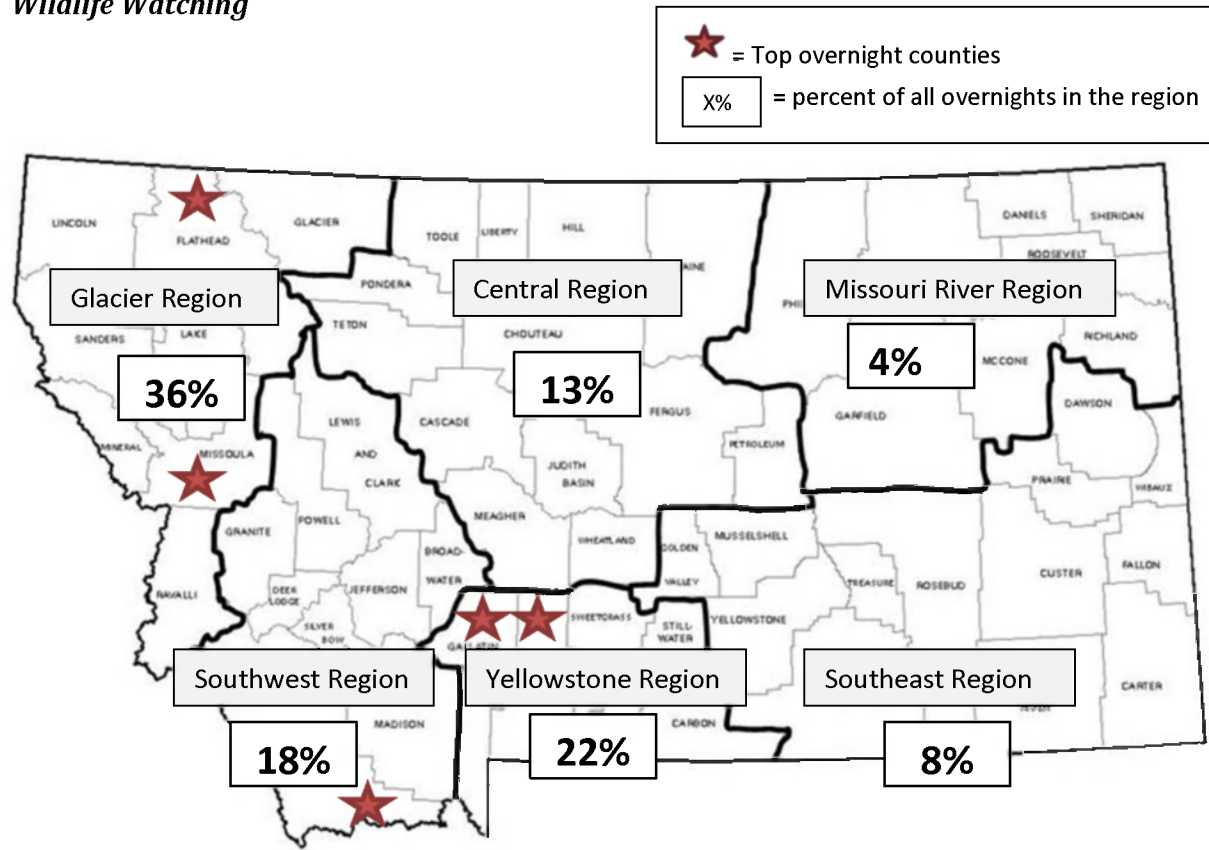 Wildlife Watching
= Top overnight counties
X% = percent of all overnights in the region
LINCOLN
FLATHEAD
GLACIER
TOOLE
LIBERTY
HILL
AINE
DANIELS
SHERIDAN
ROOSEVELT
Glacier Region
PONDERA
Central Region
Missouri River Region
PHI
SANDERS
LAKE
TETON
CHOUTEAU
RICHLAND
36%
13%
4%
MCCONE
LEWIS
AND
CLARK
CASCADE
FERGUS
GARFIELD
DAWSON
MINERAL
MISSOULA
JUDITH
BASIN
PETROLEUM
PRAIRIE
WIBAUX
GRANITE
POWELL
MEAGHER
WHEATLAND
GOLDEN
VALLEY
MUSSELSHELL
BROAD-
WATER
RAVALLI
DEER
LODGE
JEFFERSON
TREASURE
ROSEBUD
CUSTER
FALLON
SILVER
BOW
GALLATIN
SWEETGRASS
STILL-
WATER
YELLOWSTONE
Southwest Region
Yellowstone Region
Southeast Region
CARTER
MADISON
CARBON
18%
22%
8%